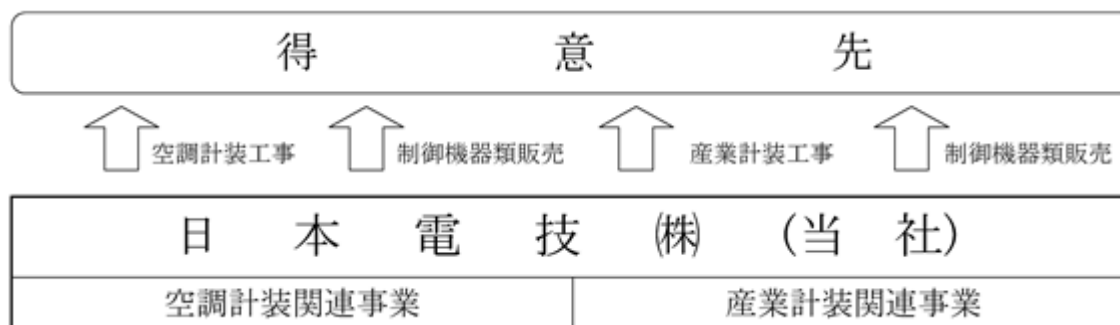 得意先
空調計装工事 制御機器類販売 産業計装工事 制御機器類販売
日本電技㈱(当社)
空調計装関連事業 産業計装関連事業